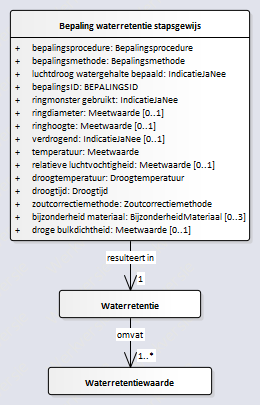 Bepaling waterretentie stapsgewijs
+ bepalingsprocedure: Bepalingsprocedure
+ bepalingsmethode: Bepalingsmethode
+ luchtdroog watergehalte bepaald: IndicatieJaNee
+ bepalingsID: BEPALINGSID
+ ringmonster gebruikt: IndicatieJaNee
+ ringdiameter: Meetwaarde [0..1]
+ ringhoogte: Meetwaarde [0..1]
+ verdrogend: IndicatieJaNee [0..1]
+ temperatuur: Meetwaarde
+ relatieve luchtvochtigheid: Meetwaarde [0..1]
+ droogtemperatuur: Droogtemperatuur
+ droogtijd: Droogtijd
+ zoutcorrectiemethode: Zoutcorrectiemethode
+ bijzonderheid materiaal: BijzonderheidMateriaal [0..3]
+ droge bulkdichtheid: Meetwaarde [0..1]
resulteert in
1
Waterretentie
omvat
1..*
Waterretentiewaarde